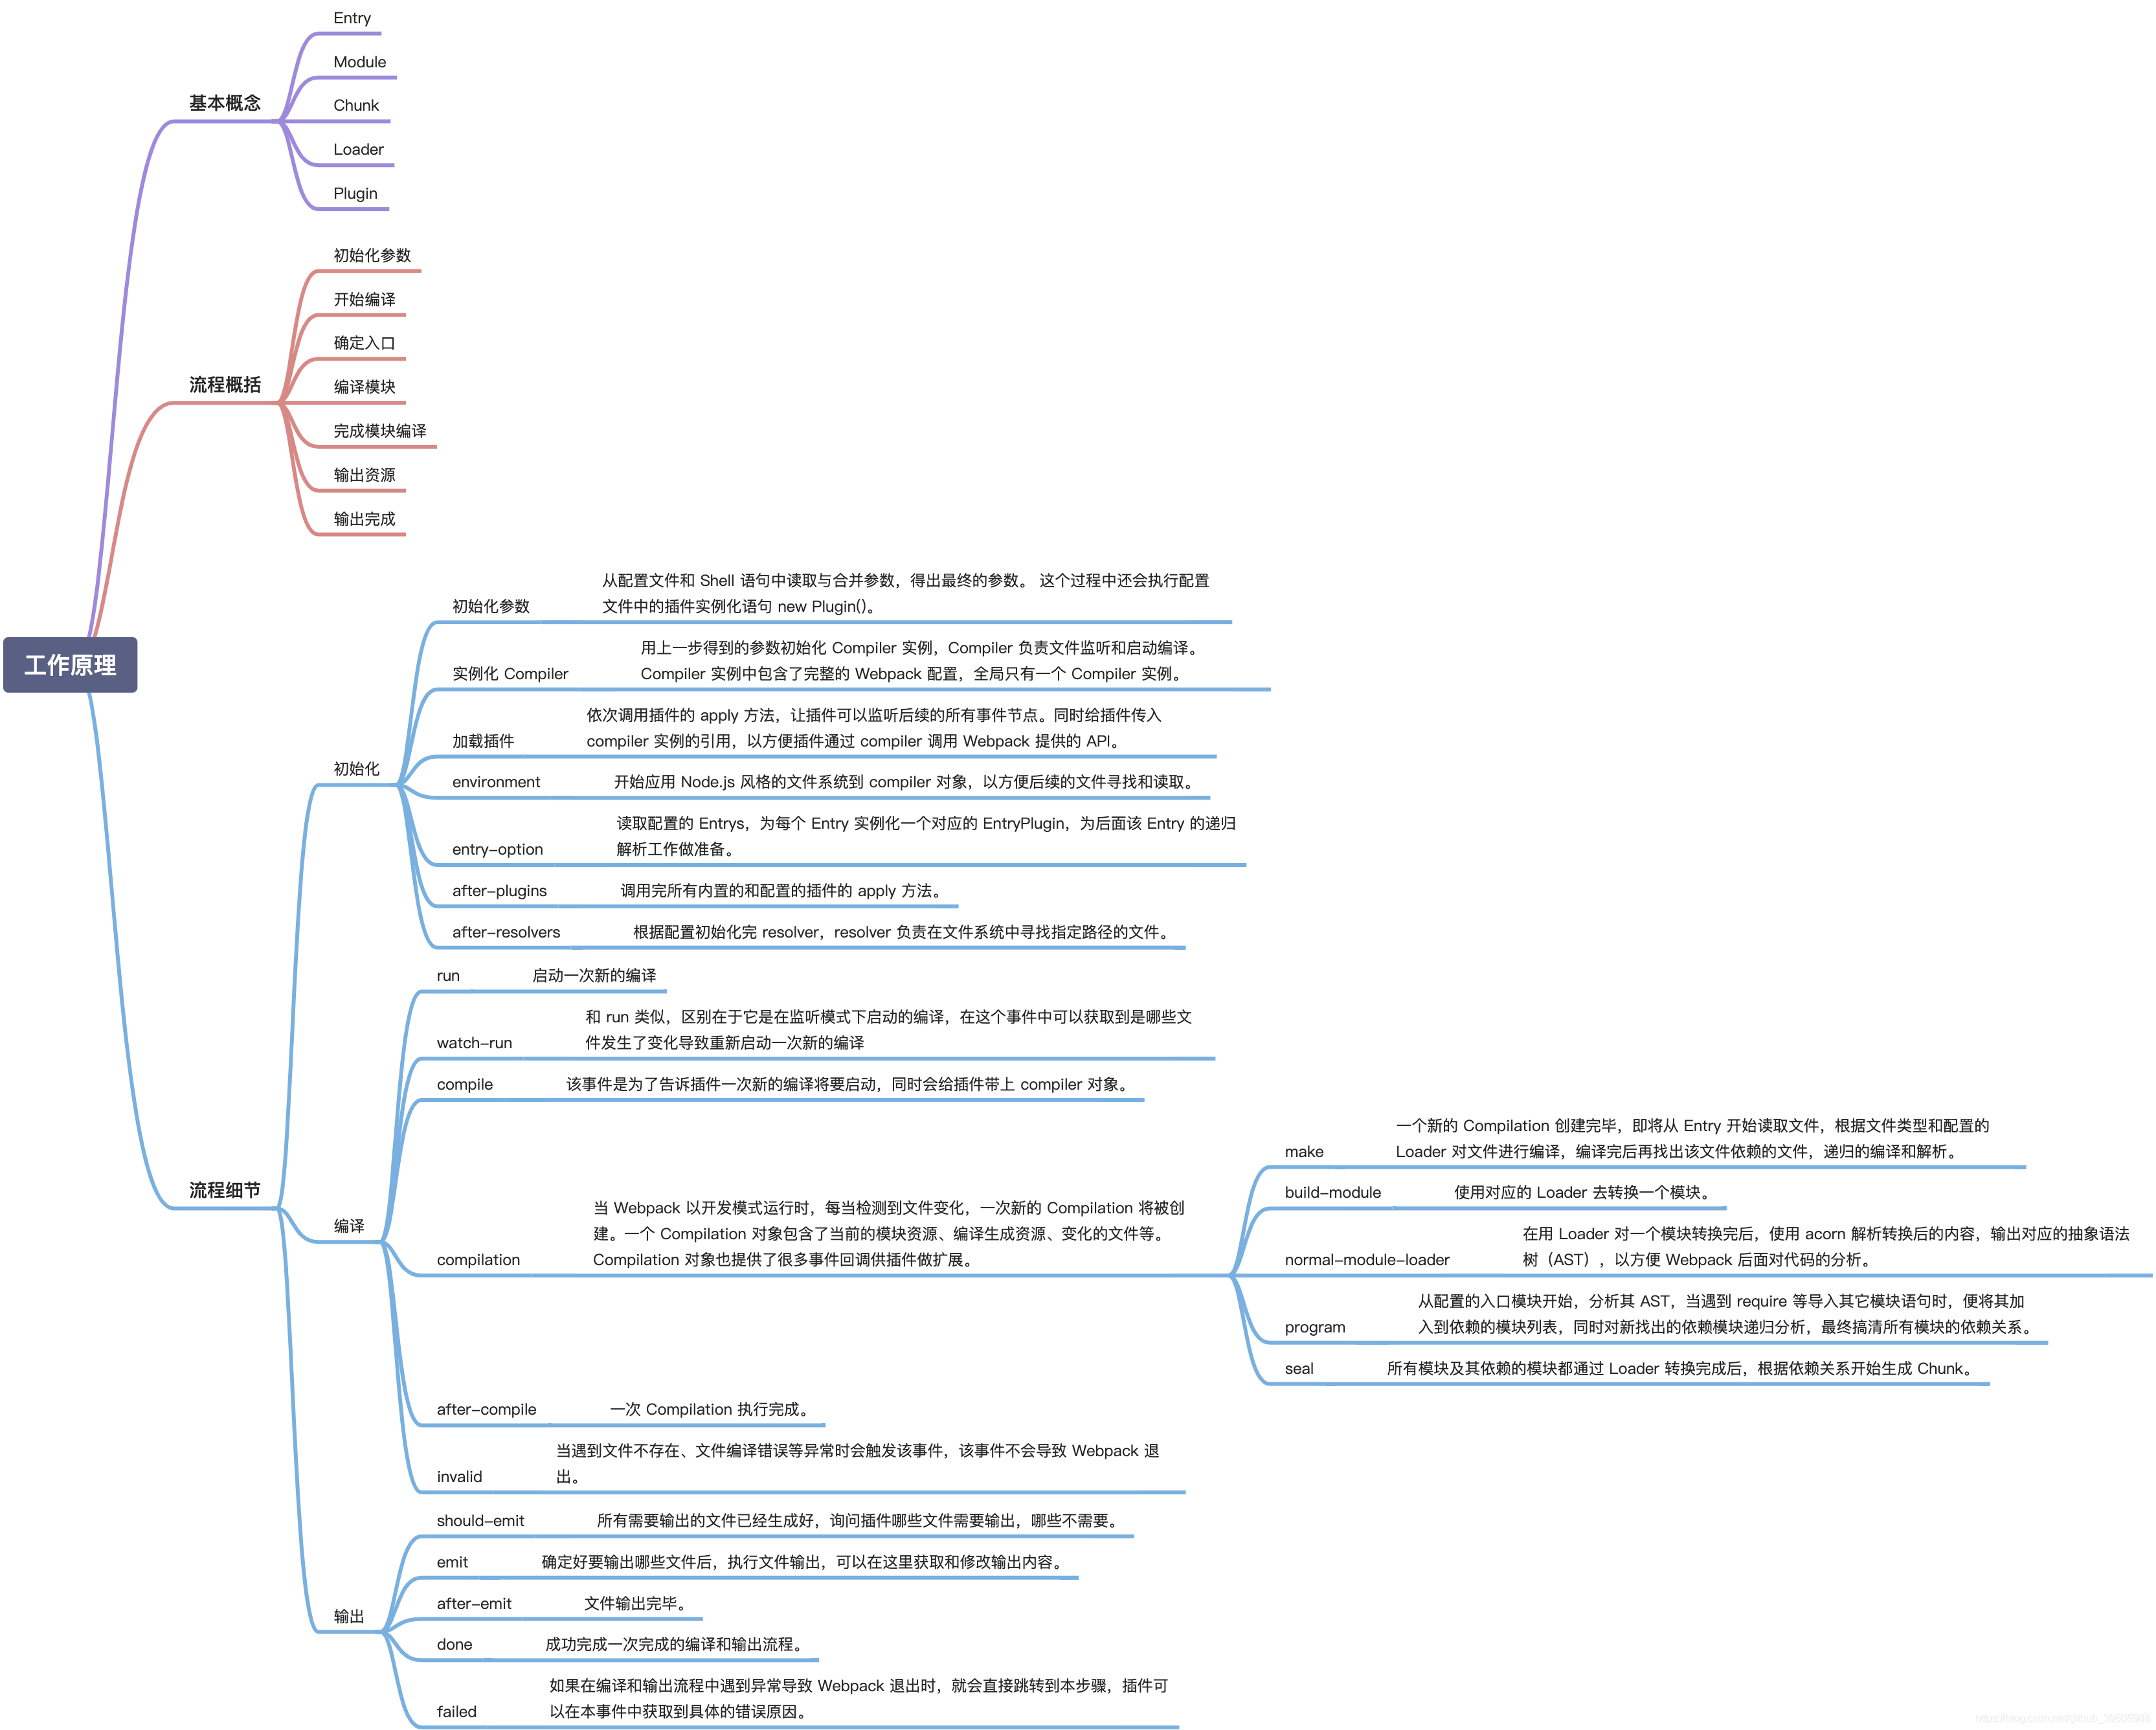 工作原理
基本概念
Entry
Module
Chunk
Loader
Plugin
流程概括
初始化参数
开始编译
确定入口
编译模块
完成模块编译
输出资源
输出完成
流程细节
初始化
初始化参数
从配置文件和 Shell 语句中读取与合并参数，得出最终的参数。 这个过程中还会执行配置
文件中的插件实例化语句 new Plugin()。
实例化 Compiler
用上一步得到的参数初始化 Compiler 实例，Compiler 负责文件监听和启动编译。
Compiler 实例中包含了完整的 Webpack 配置，全局只有一个 Compiler 实例。
加载插件
依次调用插件的 apply 方法，让插件可以监听后续的所有事件节点。同时给插件传入
compiler 实例的引用，以方便插件通过 compiler 调用 Webpack 提供的 API。
environment
开始应用 Node.js 风格的文件系统到 compiler 对象，以方便后续的文件寻找和读取。
entry-option
读取配置的 Entrys，为每个 Entry 实例化一个对应的 EntryPlugin，为后面该 Entry 的递归
解析工作做准备。
after-plugins
调用完所有内置的和配置的插件的 apply 方法。
after-resolvers
根据配置初始化完 resolver，resolver 负责在文件系统中寻找指定路径的文件。
编译
run
启动一次新的编译
watch-run
和 run 类似，区别在于它是在监听模式下启动的编译，在这个事件中可以获取到是哪些文
件发生了变化导致重新启动一次新的编译
compile
该事件是为了告诉插件一次新的编译将要启动，同时会给插件带上 compiler 对象。
compilation
当 Webpack 以开发模式运行时，每当检测到文件变化，一次新的 Compilation 将被创
建。一个 Compilation 对象包含了当前的模块资源、编译生成资源、变化的文件等。
Compilation 对象也提供了很多事件回调供插件做扩展。
make
一个新的 Compilation 创建完毕，即将从 Entry 开始读取文件，根据文件类型和配置的
Loader 对文件进行编译，编译完后再找出该文件依赖的文件，递归的编译和解析。
build-module
使用对应的 Loader 去转换一个模块。
normal-module-loader
在用 Loader 对一个模块转换完后，使用 acorn 解析转换后的内容，输出对应的抽象语法
树（AST），以方便 Webpack 后面对代码的分析。
program
从配置的入口模块开始，分析其 AST，当遇到 require 等导入其它模块语句时，便将其加
入到依赖的模块列表，同时对新找出的依赖模块递归分析，最终搞清所有模块的依赖关系。
seal
所有模块及其依赖的模块都通过 Loader 转换完成后，根据依赖关系开始生成 Chunk。
after-compile
一次 Compilation 执行完成。
invalid
当遇到文件不存在、文件编译错误等异常时会触发该事件，该事件不会导致 Webpack 退
出。
输出
should-emit
所有需要输出的文件已经生成好，询问插件哪些文件需要输出，哪些不需要。
emit
确定好要输出哪些文件后，执行文件输出，可以在这里获取和修改输出内容。
after-emit
文件输出完毕。
done
成功完成一次完成的编译和输出流程。
failed
如果在编译和输出流程中遇到异常导致 Webpack 退出时，就会直接跳转到本步骤，插件可
以在本事件中获取到具体的错误原因。